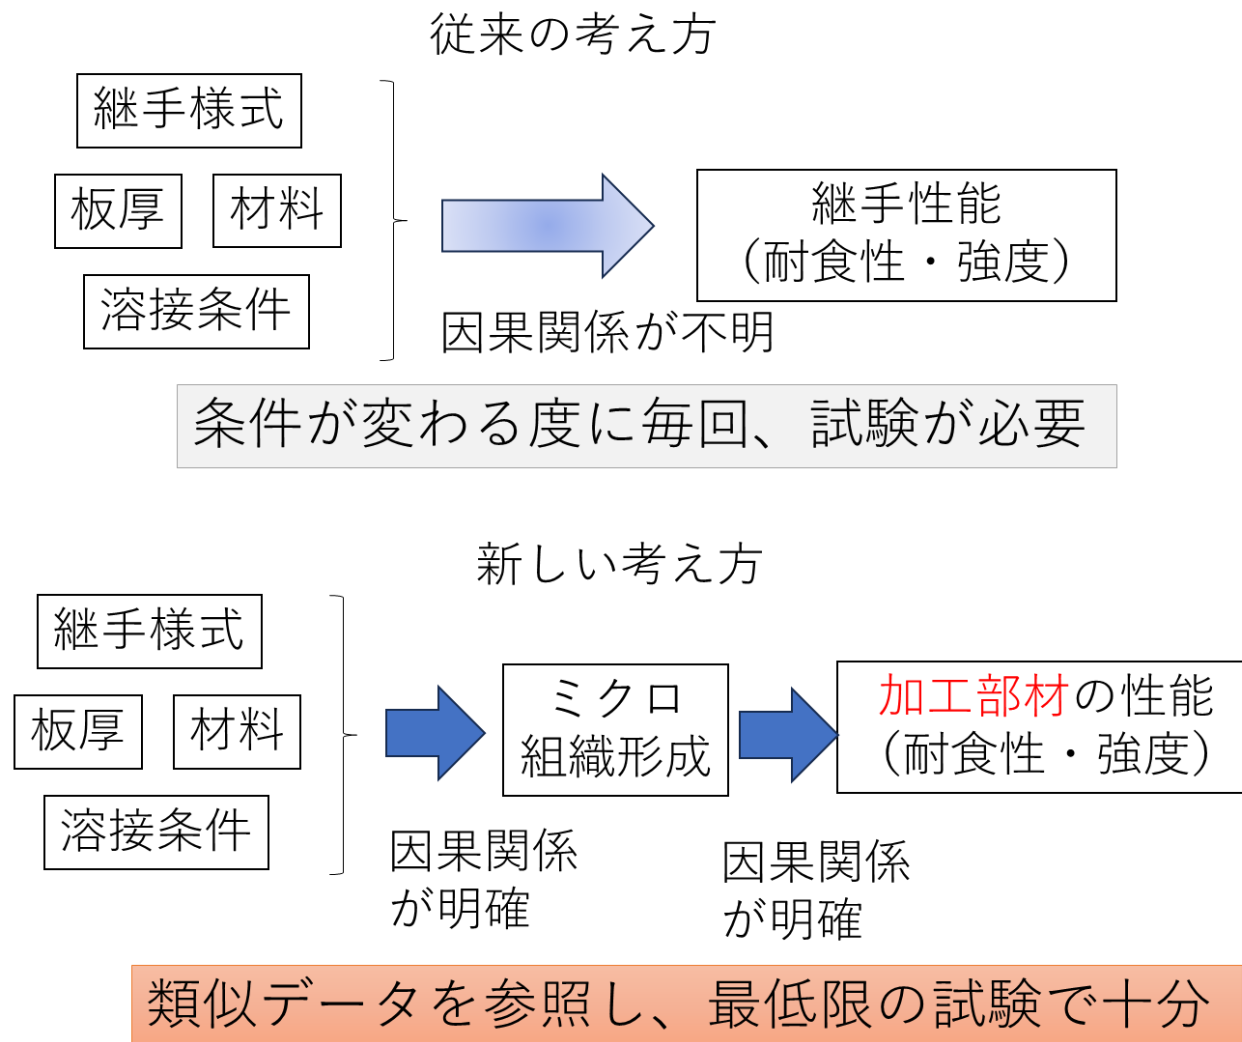 従来の考え方
継手様式
板厚
材料
溶接条件
因果関係が不明
継手性能
（耐食性・強度）
条件が変わる度に毎回、試験が必要
新しい考え方
継手様式
板厚
材料
溶接条件
因果関係
が明確
ミクロ
組織形成
因果関係
が明確
加工部材の性能
（耐食性・強度）
類似データを参照し、最低限の試験で十分